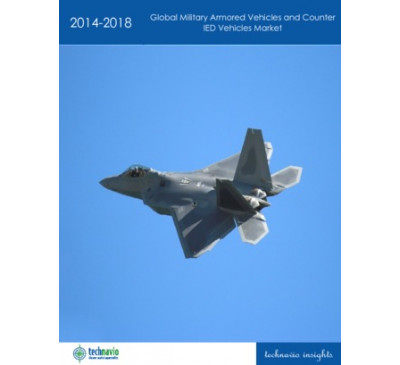 2014-2018
Global Military Armored Vehicles and Counter
IED Vehicles Market
technavio
technavio insights